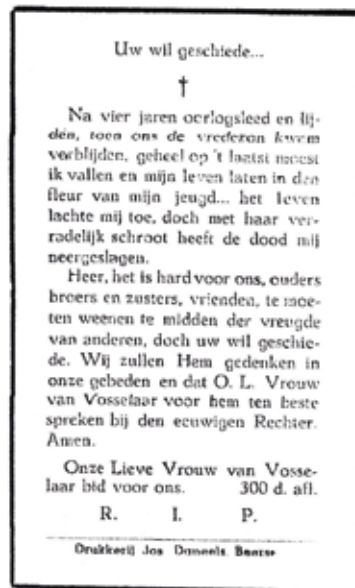 Uw wil geschiede...
†
Na vier jaren oorlogsleed en lij-
den, toen ons de vredezon kwam
verblijden, geheel op 't laatst moest
ik vallen en mijn leven laten in den
fleur van mijn jeugd... het leven
lachte mij toe, doch met haar ver-
radelijk schroot heeft de dood mij
neergeslagen.
Heer, het is hard voor ons, ouders
broers en zusters, vrienden, te moe-
ten weenen te midden der vreugde
van anderen, doch uw wil geschie-
de. Wij zullen Hem gedenken in
onze gebeden en dat O. L. Vrouw
van Vosselaar voor hem ten beste
spreken bij den eeuwigen Rechter.
Amen.
Onze Lieve Vrouw van Vosse-
laar bid voor ons. 300 d. afl.
R. I. P.
Drukkerij Jos Daneels, Beerse